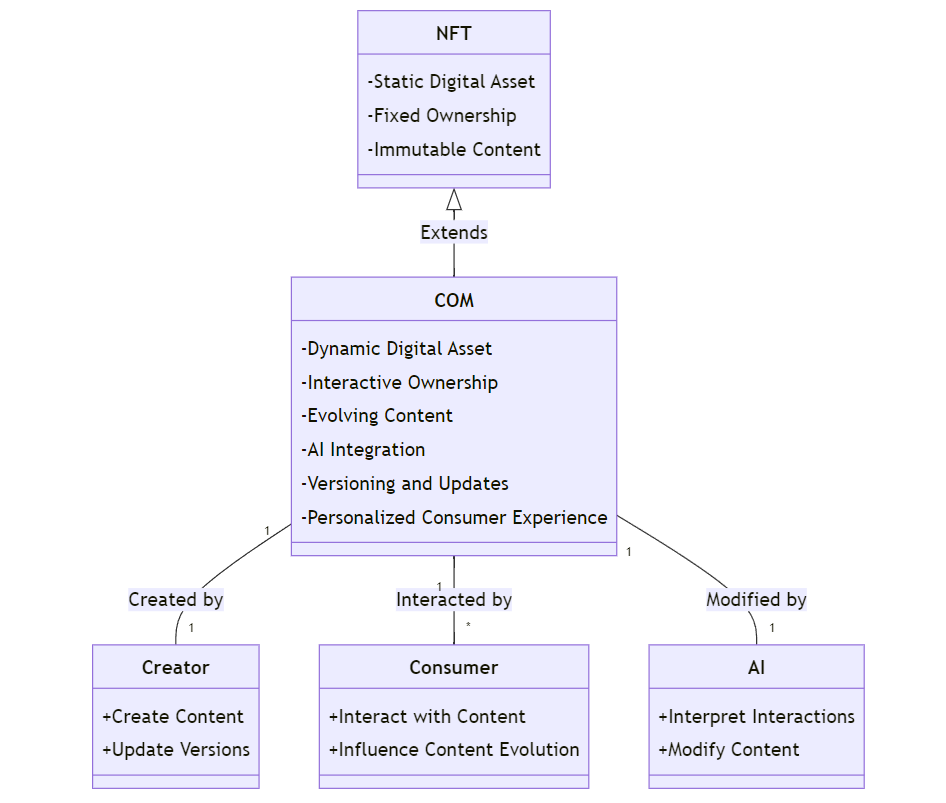 NFT
-Static Digital Asset
-Fixed Ownership
-Immutable Content
Extends
COM
-Dynamic Digital Asset
-Interactive Ownership
-Evolving Content
-AI Integration
-Versioning and Updates
-Personalized Consumer Experience
1
1
1
Created by
Interacted by
Modified by
1
*
1
Creator
+Create Content
+Update Versions
Consumer
+Interact with Content
+Influence Content Evolution
AI
+Interpret Interactions
+Modify Content